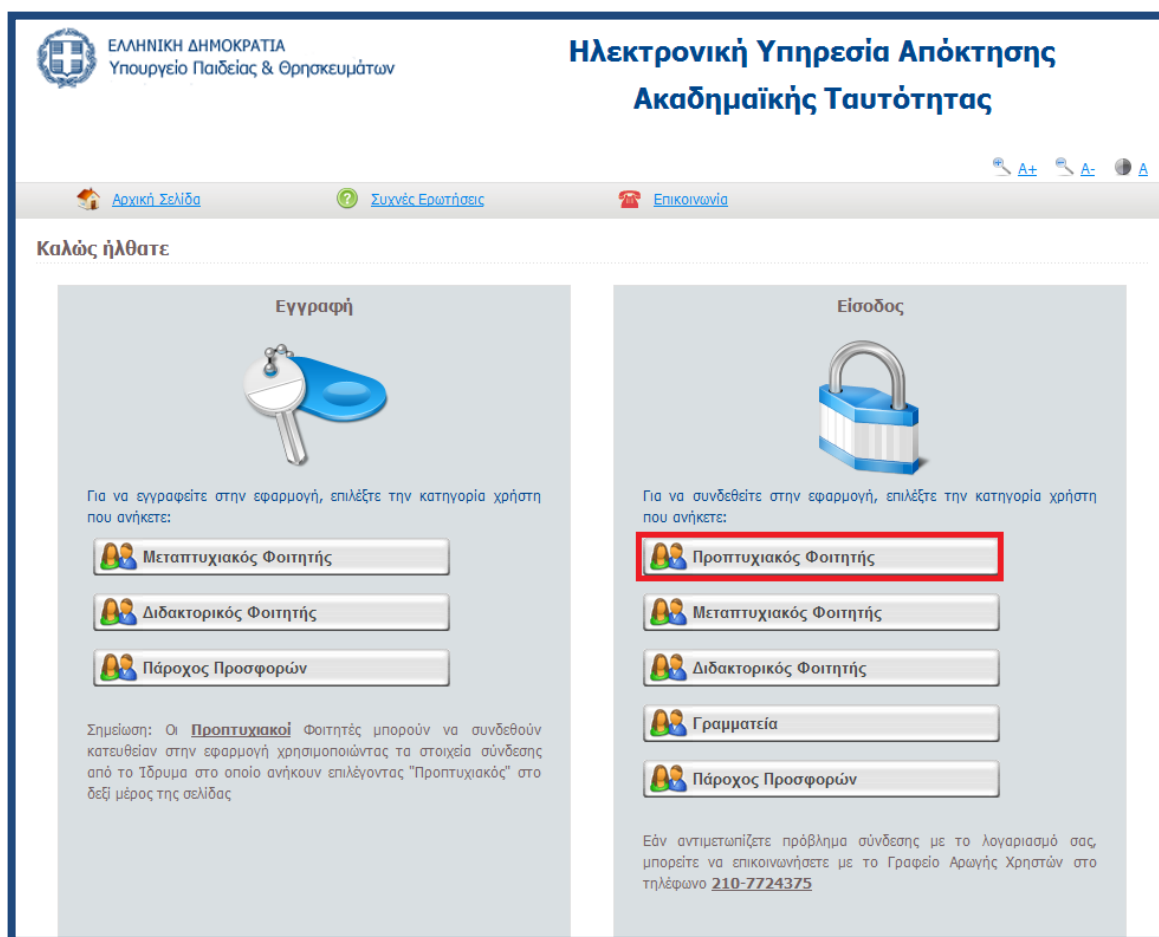 ΕΛΛΗΝΙΚΗ ΔΗΜΟΚΡΑΤΙΑ
Υπουργείο Παιδείας & Θρησκευμάτων
Ηλεκτρονική Υπηρεσία Απόκτησης
Ακαδημαϊκής Ταυτότητας
A+ A- A
Αρχική Σελίδα Συχνές Ερωτήσεις Επικοινωνία
Καλώς ήλθατε
Εγγραφή
Για να εγγραφείτε στην εφαρμογή, επιλέξτε την κατηγορία χρήστη
που ανήκετε:
Μεταπτυχιακός Φοιτητής
Διδακτορικός Φοιτητής
Πάροχος Προσφορών
Σημείωση: Οι Προπτυχιακοί Φοιτητές μπορούν να συνδεθούν
κατευθείαν στην εφαρμογή χρησιμοποιώντας τα στοιχεία σύνδεσης
από το Ίδρυμα στο οποίο ανήκουν επιλέγοντας "Προπτυχιακός" στο
δεξί μέρος της σελίδας
Είσοδος
Για να συνδεθείτε στην εφαρμογή, επιλέξτε την κατηγορία χρήστη
που ανήκετε:
Προπτυχιακός Φοιτητής
Μεταπτυχιακός Φοιτητής
Διδακτορικός Φοιτητής
Γραμματεία
Πάροχος Προσφορών
Εάν αντιμετωπίζετε πρόβλημα σύνδεσης με το λογαριασμό σας,
μπορείτε να επικοινωνήσετε με το Γραφείο Αρωγής Χρηστών στο
τηλέφωνο 210-7724375